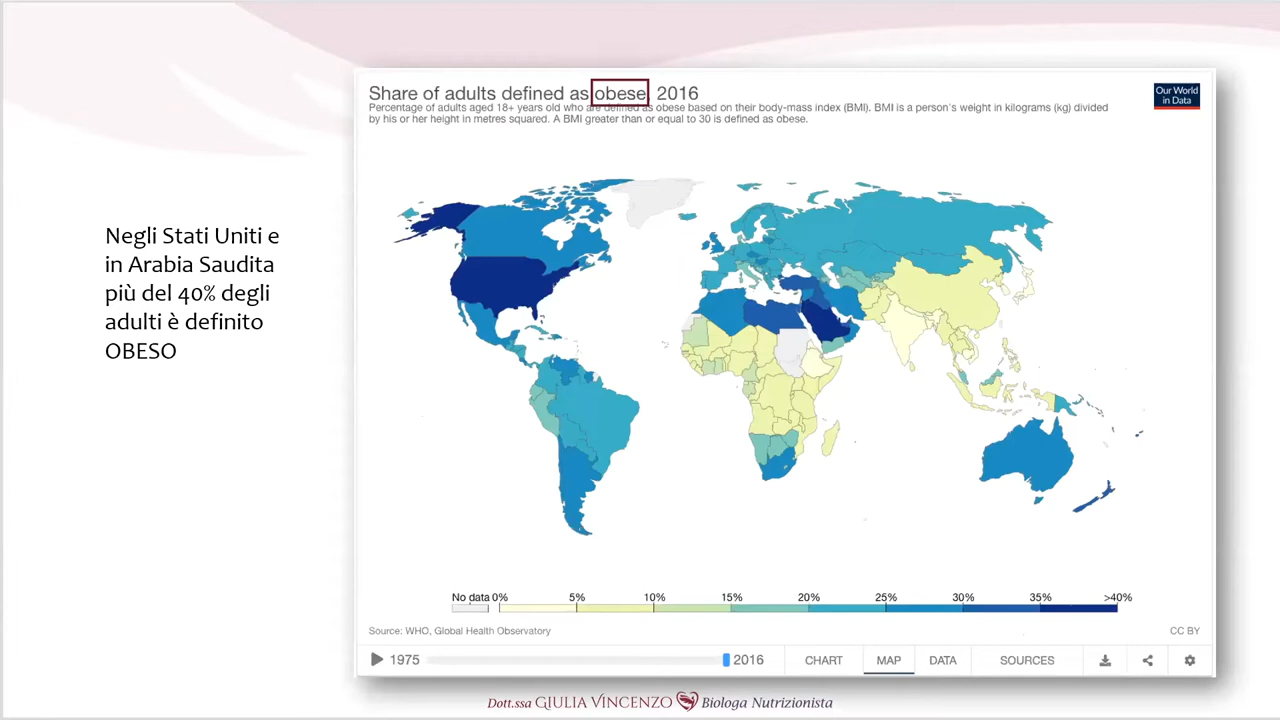 Negli Stati Uniti e
in Arabia Saudita
più del 40% degli
adulti è definito
OBESO
Share of adults defined as obese, 2016
Percentage of adults aged 18+ years old who are defined as obese based on their body-mass index (BMI). BMI is a person's weight in kilograms (kg) divided
by his or her height in metres squared. A BMI greater than or equal to 30 is defined as obese.
Our World
in Data
No data 0% 5% 10% 15% 20% 25% 30% 35% >40%
Source: WHO, Global Health Observatory
CC BY
1975 2016 CHART MAP DATA SOURCES
Dott.ssa GIULIA VINCENZO Biologa Nutrizionista